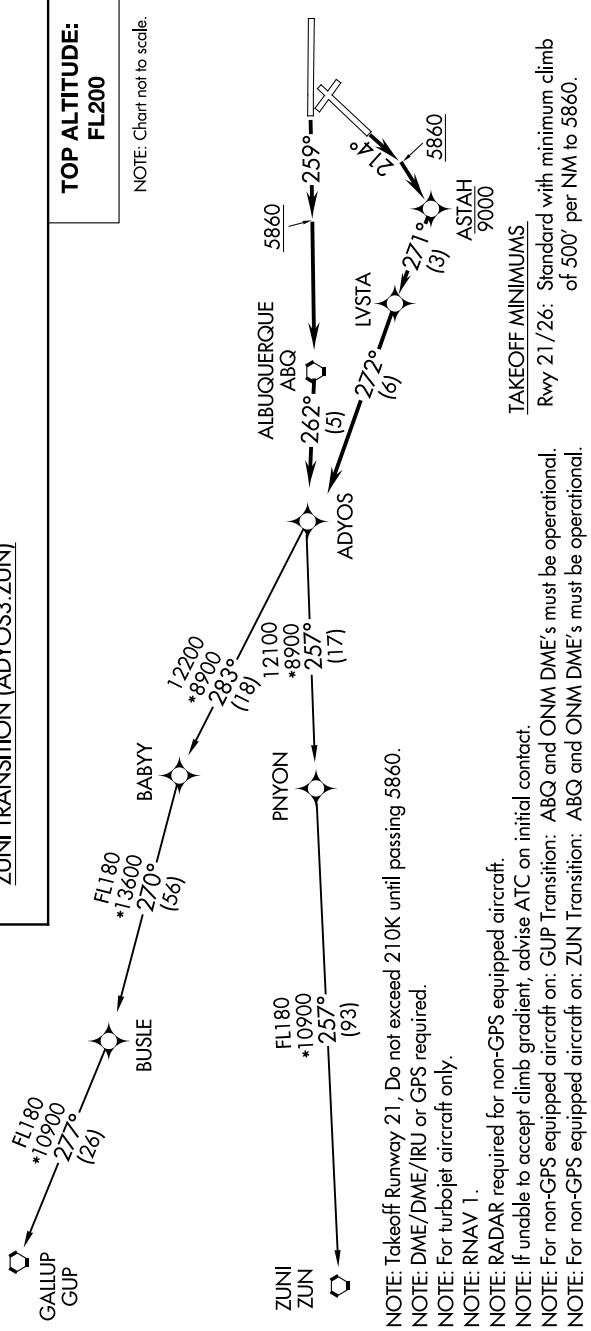 ZUNI TRANSITION (ADYOS3.ZUN)
TOP ALTITUDE:
FL200
NOTE: Chart not to scale.
259°
5860
214°
5860
ASTAH
9000
271°
(3)
LVSTA
272°
(6)
ALBUQUERQUE
ABQ
262°
(5)
ADYOS
12200
*8900
283°
(18)
BABYY
FL180
*13600
270°
(56)
BUSLE
FL180
*10900
277°
(26)
GALLUP
GUP
12100
*8900
257°
(17)
PNYON
FL180
*10900
257°
(93)
ZUNI
ZUN
TAKEOFF MINIMUMS
Rwy 21/26: Standard with minimum climb
of 500' per NM to 5860.
NOTE: Takeoff Runway 21, Do not exceed 210K until passing 5860.
NOTE: DME/DME/IRU or GPS required.
NOTE: For turbojet aircraft only.
NOTE: RNAV 1.
NOTE: RADAR required for non-GPS equipped aircraft.
NOTE: If unable to accept climb gradient, advise ATC on initial contact.
NOTE: For non-GPS equipped aircraft on: GUP Transition: ABQ and ONM DME's must be operational.
NOTE: For non-GPS equipped aircraft on: ZUN Transition: ABQ and ONM DME's must be operational.